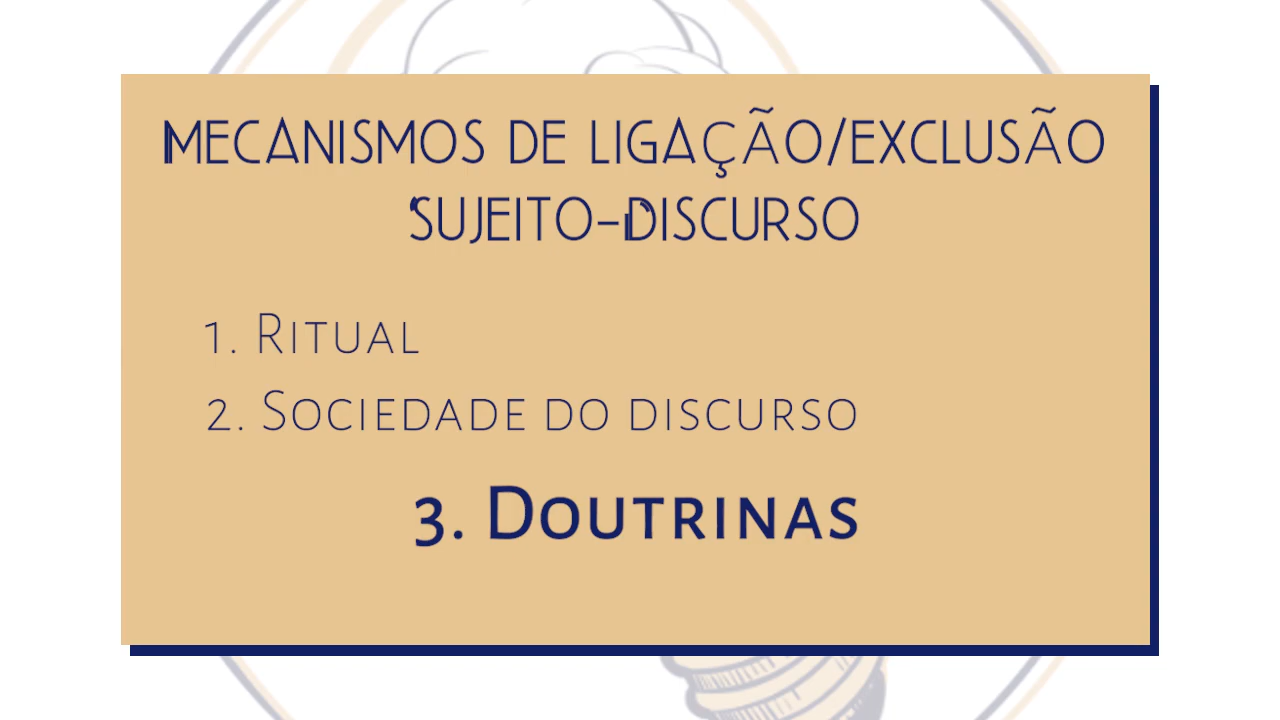 MECANISMOS DE LIGAÇÃO/EXCLUSÃO
SUJEITO-DISCURSO
1. Ritual
2. Sociedade do discurso
3. Doutrinas